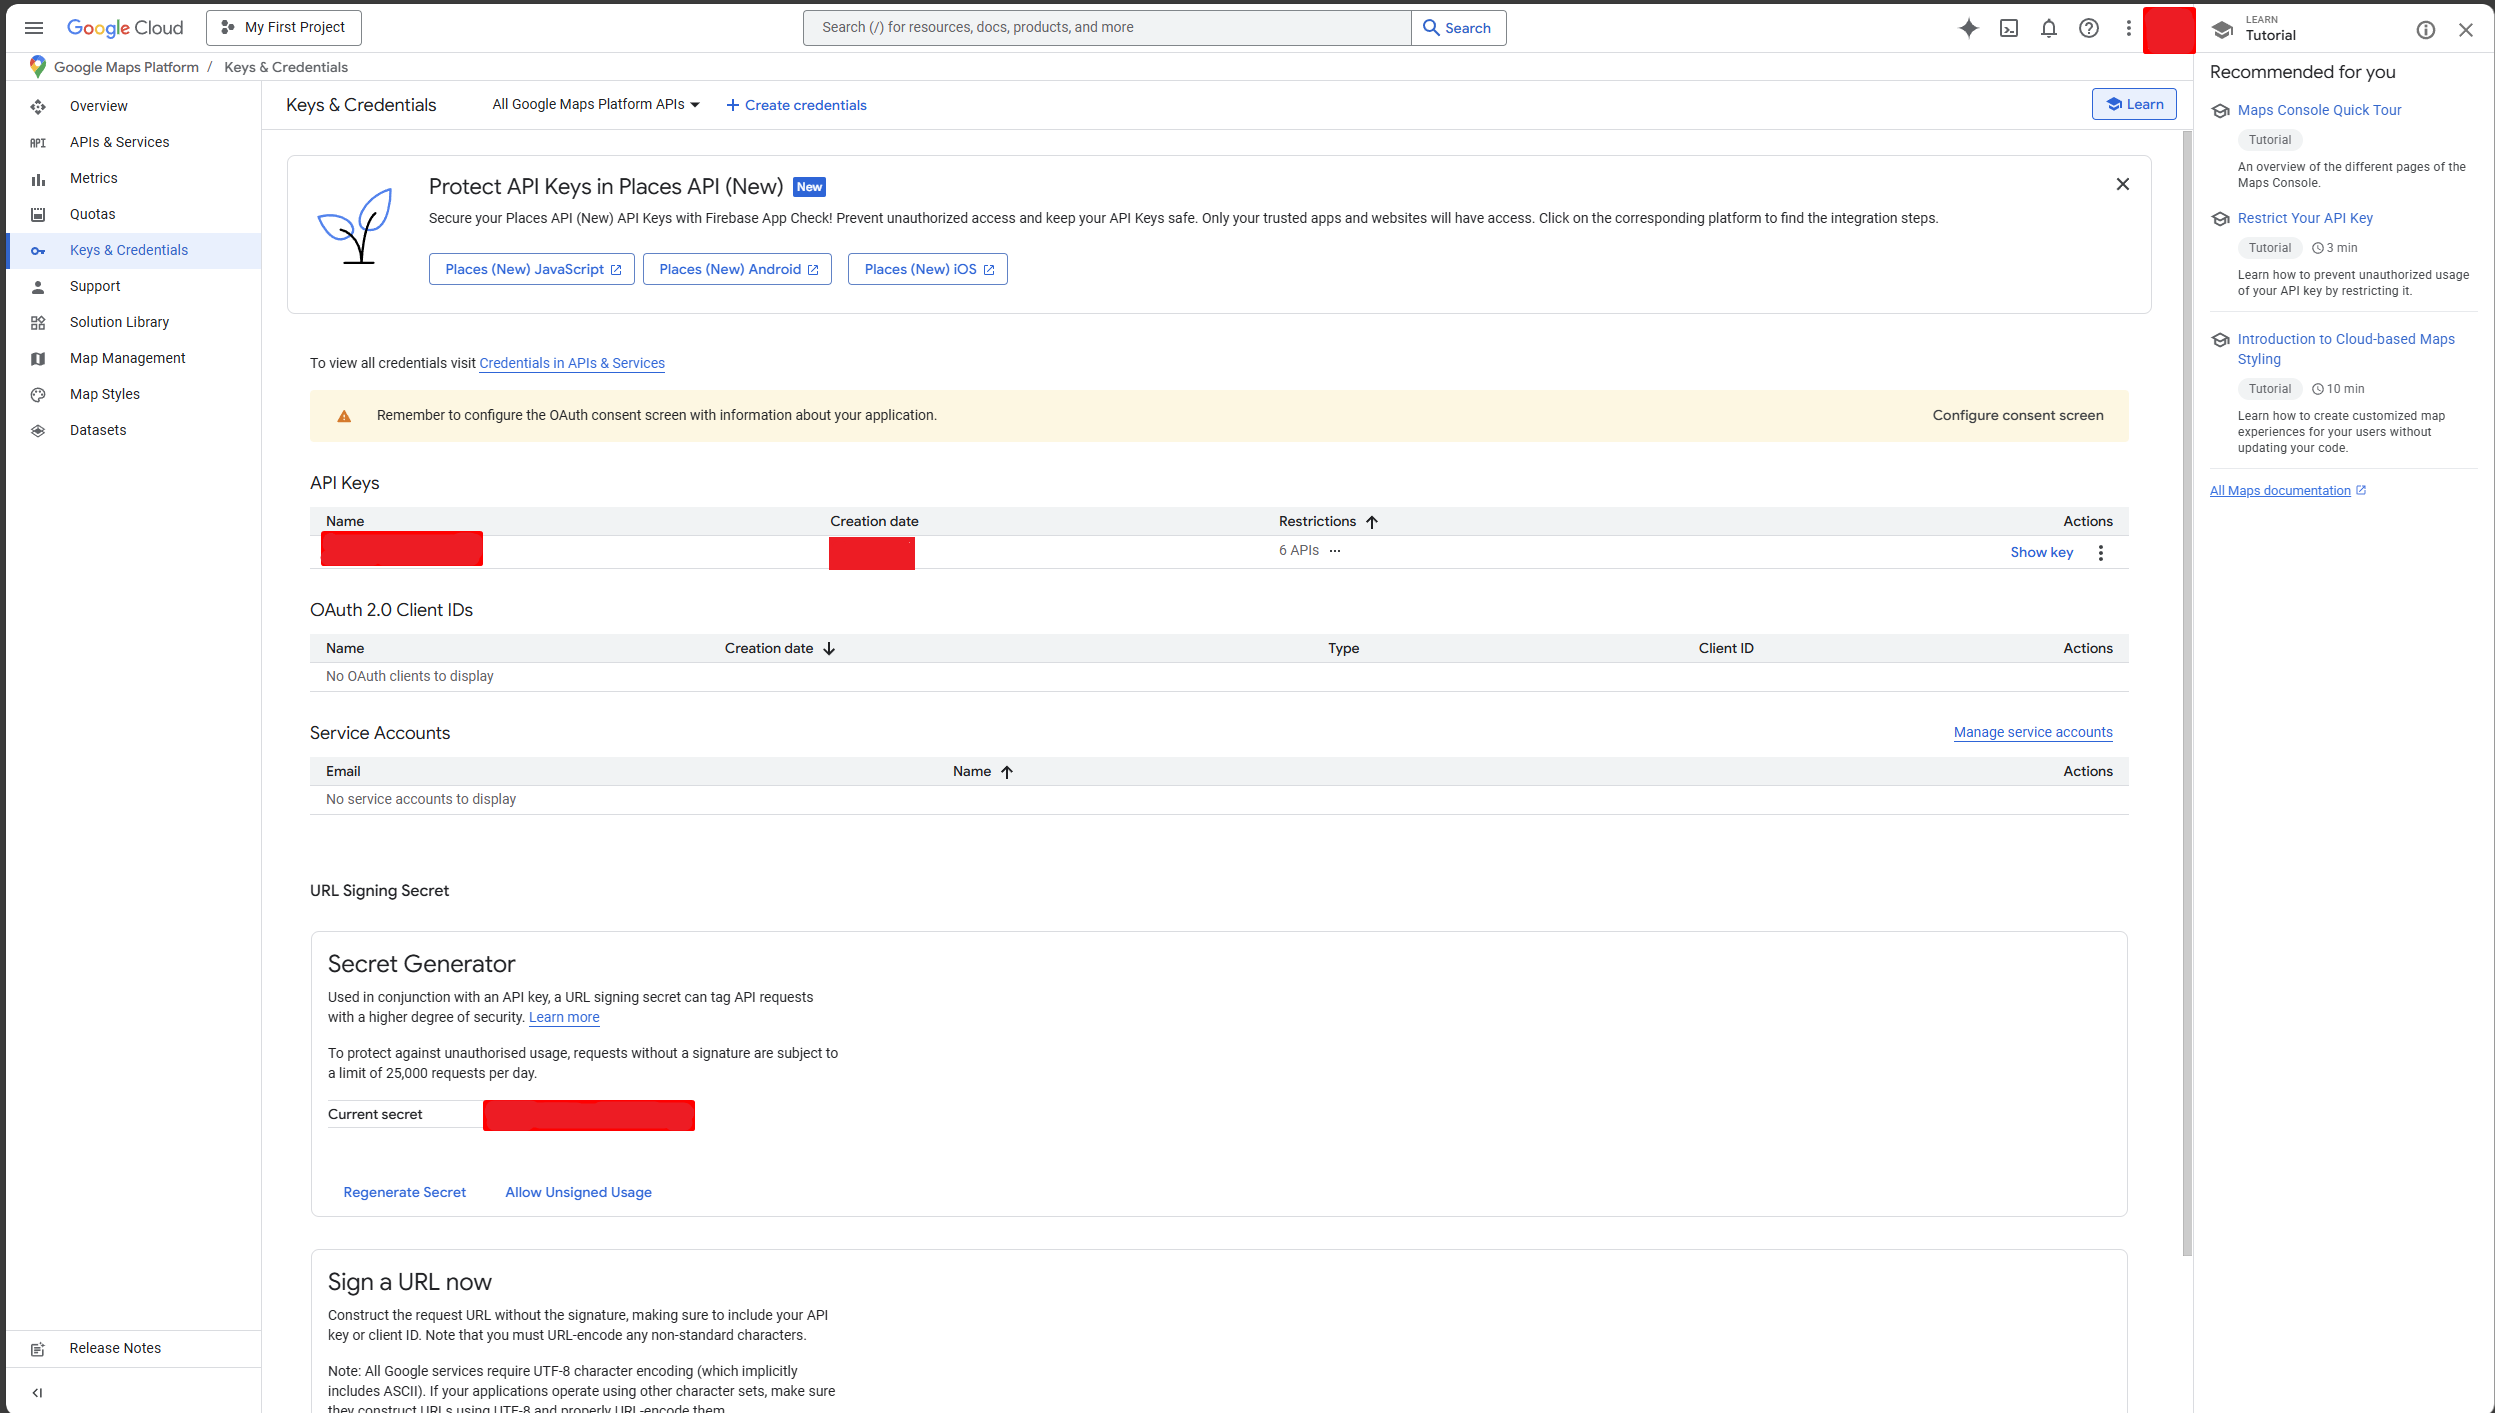 Google Cloud
My First Project
Search (/) for resources, docs, products, and more
Search
LEARN
Tutorial
Google Maps Platform / Keys & Credentials
Overview
APIs & Services
Metrics
Quotas
Keys & Credentials
Support
Solution Library
Map Management
Map Styles
Datasets
Release Notes
Keys & Credentials
All Google Maps Platform APIs
Create credentials
Learn
Protect API Keys in Places API (New) New
Secure your Places API (New) API Keys with Firebase App Check! Prevent unauthorized access and keep your API Keys safe. Only your trusted apps and websites will have access. Click on the corresponding platform to find the integration steps.
Places (New) JavaScript
Places (New) Android
Places (New) iOS
To view all credentials visit Credentials in APIs & Services
Remember to configure the OAuth consent screen with information about your application.
Configure consent screen
API Keys
Name Creation date Restrictions Actions
6 APIs Show key
OAuth 2.0 Client IDs
Name Creation date Type Client ID Actions
No OAuth clients to display
Service Accounts
Manage service accounts
Email Name Actions
No service accounts to display
URL Signing Secret
Secret Generator
Used in conjunction with an API key, a URL signing secret can tag API requests
with a higher degree of security. Learn more
To protect against unauthorised usage, requests without a signature are subject to
a limit of 25,000 requests per day.
Current secret
Regenerate Secret
Allow Unsigned Usage
Sign a URL now
Construct the request URL without the signature, making sure to include your API
key or client ID. Note that you must URL-encode any non-standard characters.
Note: All Google services require UTF-8 character encoding (which implicitly
includes ASCII). If your applications operate using other character sets, make sure
they construct URLs using UTF-8 and properly URL-encode them.
Recommended for you
Maps Console Quick Tour
Tutorial
An overview of the different pages of the
Maps Console.
Restrict Your API Key
Tutorial 3 min
Learn how to prevent unauthorized usage
of your API key by restricting it.
Introduction to Cloud-based Maps
Styling
Tutorial 10 min
Learn how to create customized map
experiences for your users without
updating your code.
All Maps documentation